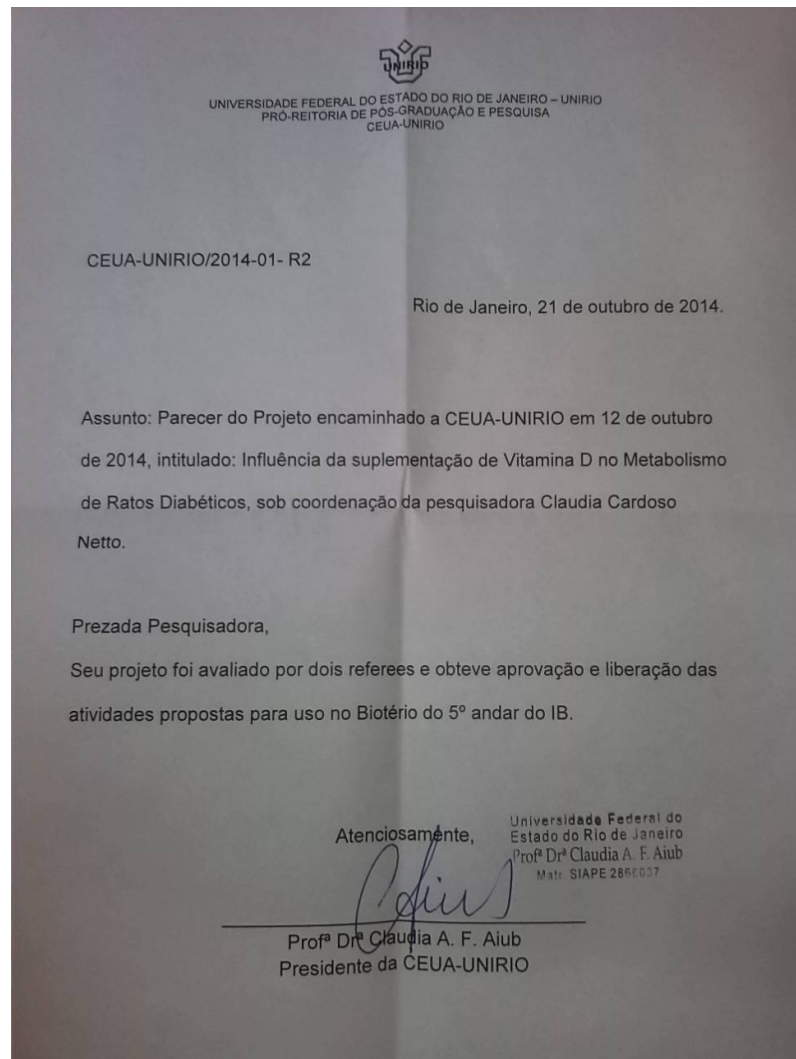 UNIRIO
UNIVERSIDADE FEDERAL DO ESTADO DO RIO DE JANEIRO – UNIRIO
PRÓ-REITORIA DE PÓS-GRADUAÇÃO E PESQUISA
CEUA-UNIRIO
CEUA-UNIRIO/2014-01- R2
Rio de Janeiro, 21 de outubro de 2014.
Assunto: Parecer do Projeto encaminhado a CEUA-UNIRIO em 12 de outubro
de 2014, intitulado: Influência da suplementação de Vitamina D no Metabolismo
de Ratos Diabéticos, sob coordenação da pesquisadora Claudia Cardoso
Netto.
Prezada Pesquisadora,
Seu projeto foi avaliado por dois referees e obteve aprovação e liberação das
atividades propostas para uso no Biotério do 5º andar do IB.
Atenciosamente,
Universidade Federal do
Estado do Rio de Janeiro
Profª Drª Claudia A. F. Aiub
Matr. SIAPE
Profª Drª Claudia A. F. Aiub
Presidente da CEUA-UNIRIO